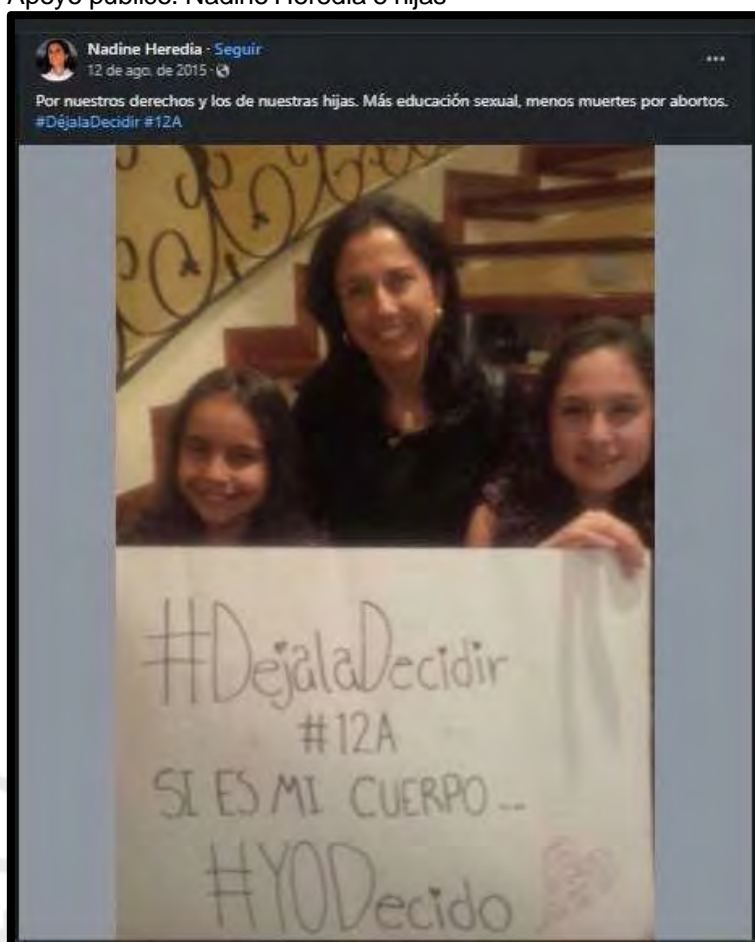 Apoyo público: Nadine Heredia e hijas
Nadine Heredia · Seguir
12 de ago. de 2015 ·
Por nuestros derechos y los de nuestras hijas. Más educación sexual, menos muertes por abortos.
#DéjalaDecidir #12A
#DejalaDecidir
#12A
SI ES MI CUERPO...
#YODecido